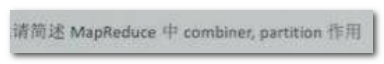 请简述 MapReduce 中 combiner, partition 作用